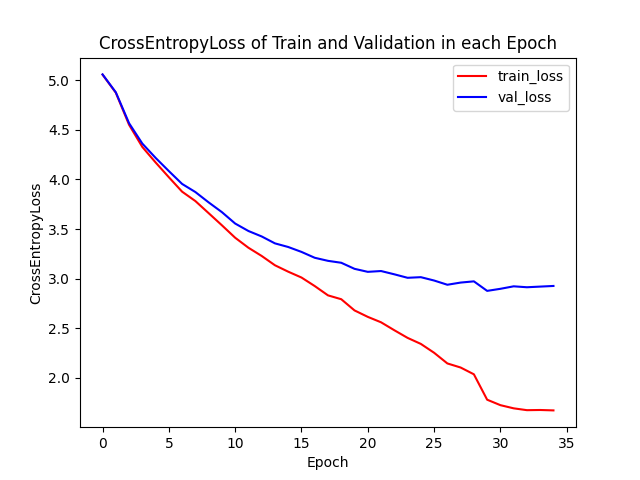 CrossEntropyLoss of Train and Validation in each Epoch
train_loss
val_loss
CrossEntropyLoss
5.0
4.5
4.0
3.5
3.0
2.5
2.0
0 5 10 15 20 25 30 35
Epoch